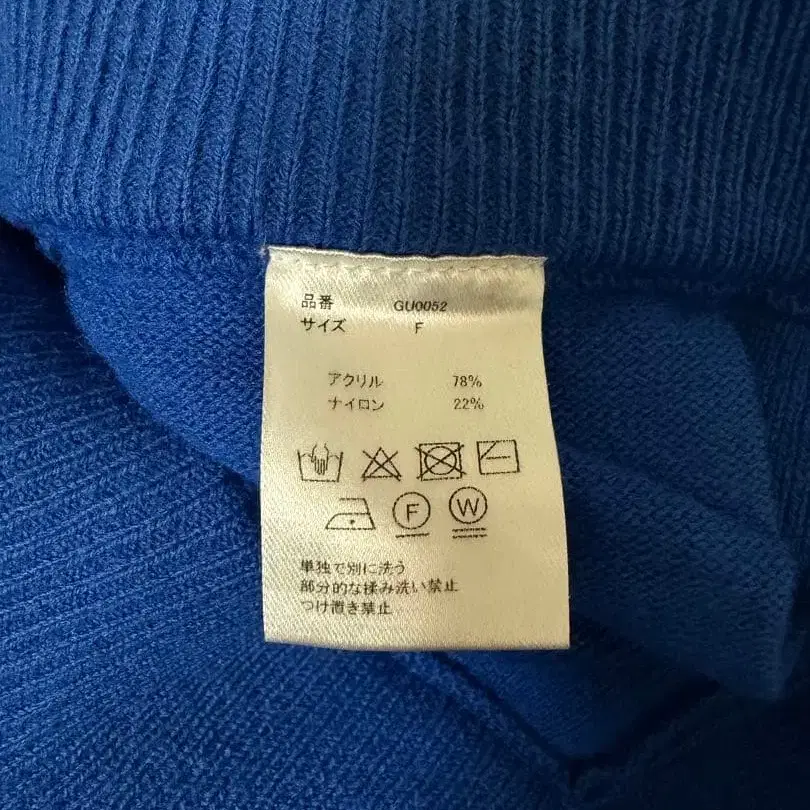 品番 GU0052
サイズ F
アクリル 78%
ナイロン 22%
F W
単独で別に洗う
部分的な揉み洗い禁止
つけ置き禁止